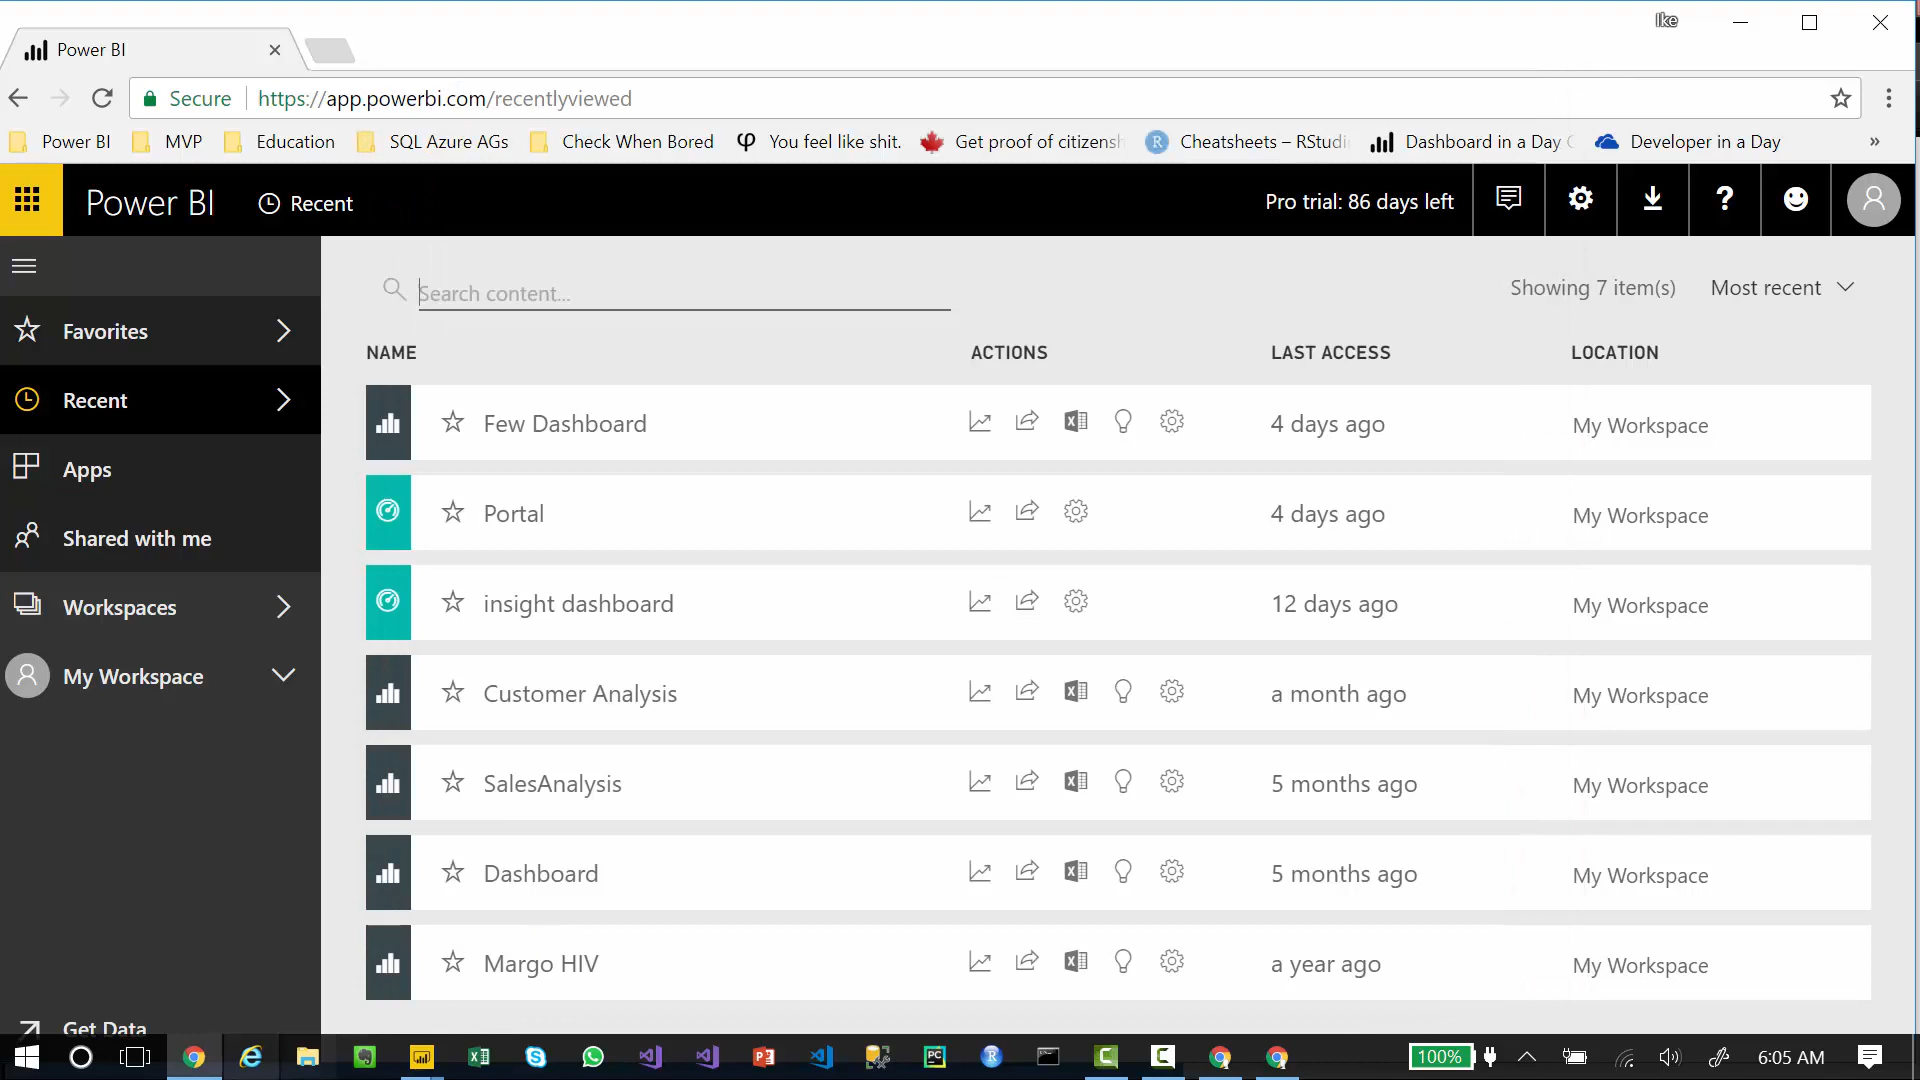 Ike
Power BI
Secure https://app.powerbi.com/recentlyviewed
Power BI MVP Education SQL Azure AGs Check When Bored You feel like shit. Get proof of citizensh Cheatsheets – RStudi Dashboard in a Day Developer in a Day »
Power BI Recent Pro trial: 86 days left ?
Search content... Showing 7 item(s) Most recent
Favorites
Recent
Apps
Shared with me
Workspaces
My Workspace
Get Data
NAME ACTIONS LAST ACCESS LOCATION
Few Dashboard 4 days ago My Workspace
Portal 4 days ago My Workspace
insight dashboard 12 days ago My Workspace
Customer Analysis a month ago My Workspace
SalesAnalysis 5 months ago My Workspace
Dashboard 5 months ago My Workspace
Margo HIV a year ago My Workspace
100% 6:05 AM